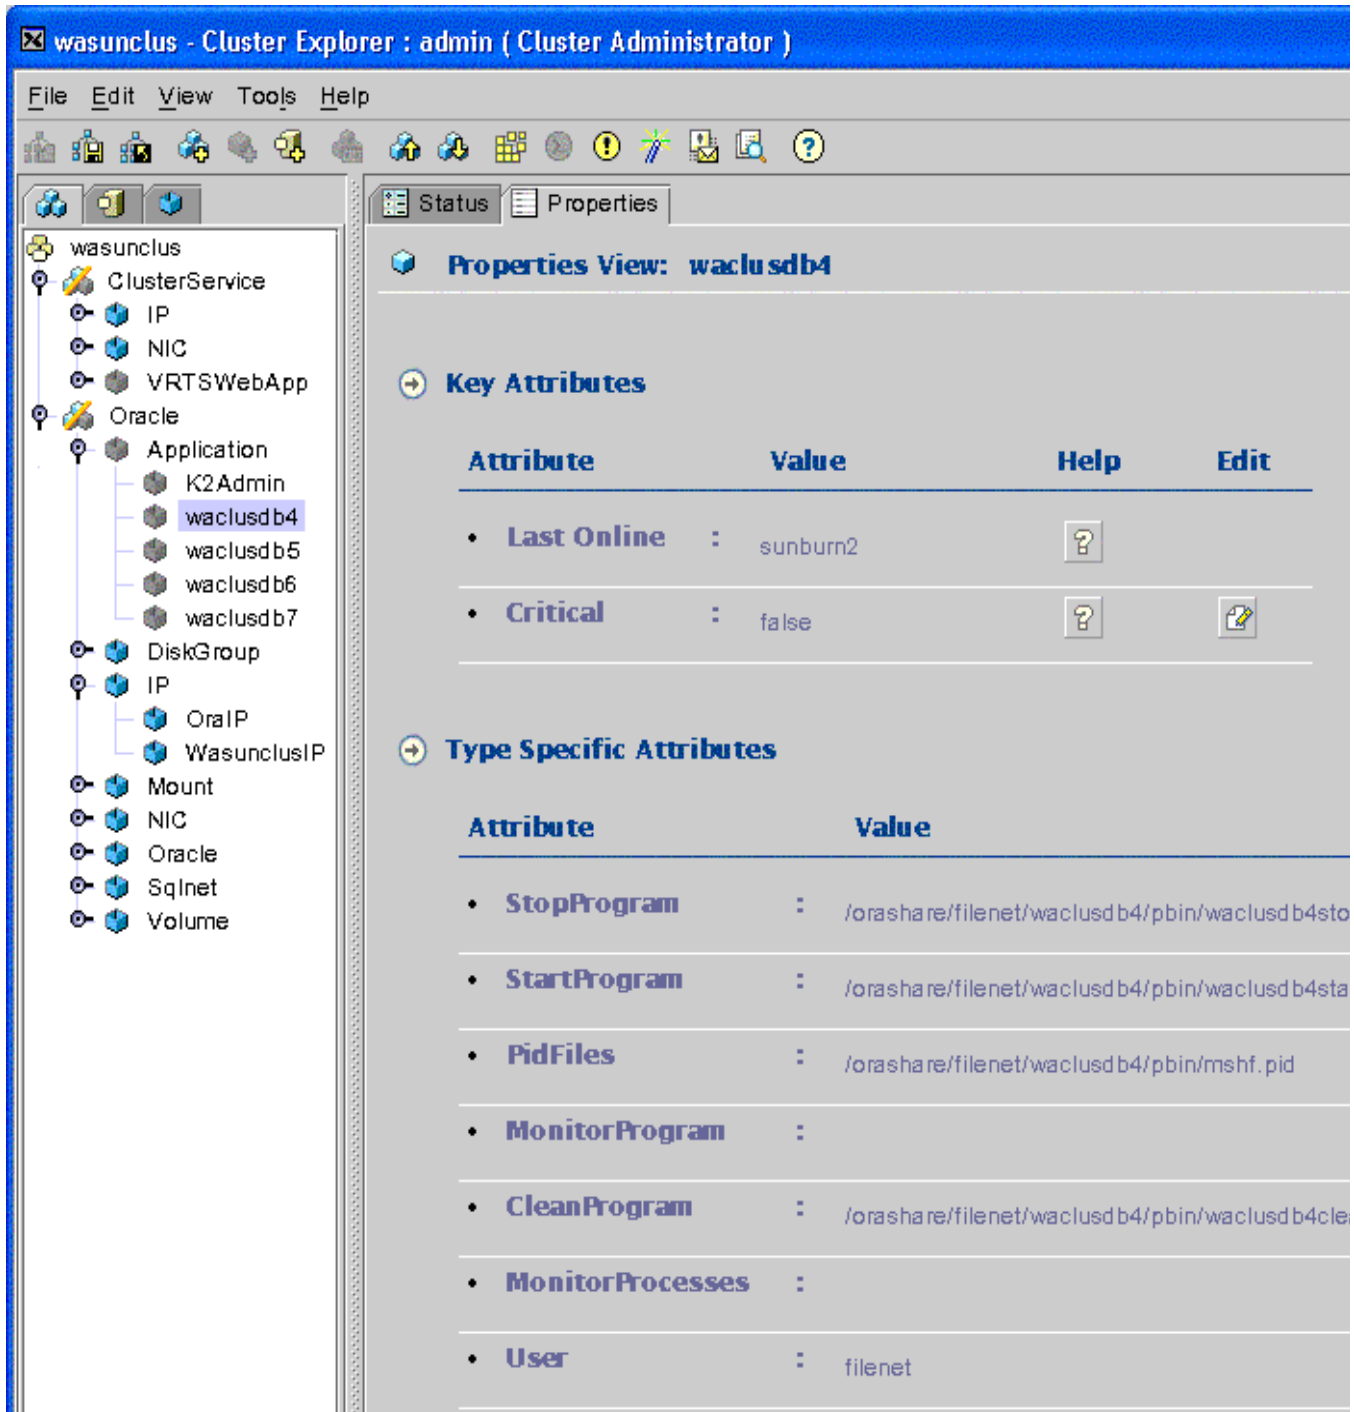 wasunclus - Cluster Explorer : admin ( Cluster Administrator )
File Edit View Tools Help
Status Properties
wasunclus
ClusterService
IP
NIC
VRTSWebApp
Oracle
Application
K2Admin
waclusdb4
waclusdb5
waclusdb6
waclusdb7
DiskGroup
IP
OraIP
WasunclusIP
Mount
NIC
Oracle
Sqlnet
Volume
Properties View: waclusdb4
Key Attributes
Attribute Value Help Edit
• Last Online : sunburn2
• Critical : false
Type Specific Attributes
Attribute Value
• StopProgram : /orashare/filenet/waclusdb4/pbin/waclusdb4sto
• StartProgram : /orashare/filenet/waclusdb4/pbin/waclusdb4sta
• PidFiles : /orashare/filenet/waclusdb4/pbin/mshf.pid
• MonitorProgram :
• CleanProgram : /orashare/filenet/waclusdb4/pbin/waclusdb4cle
• MonitorProcesses :
• User : filenet